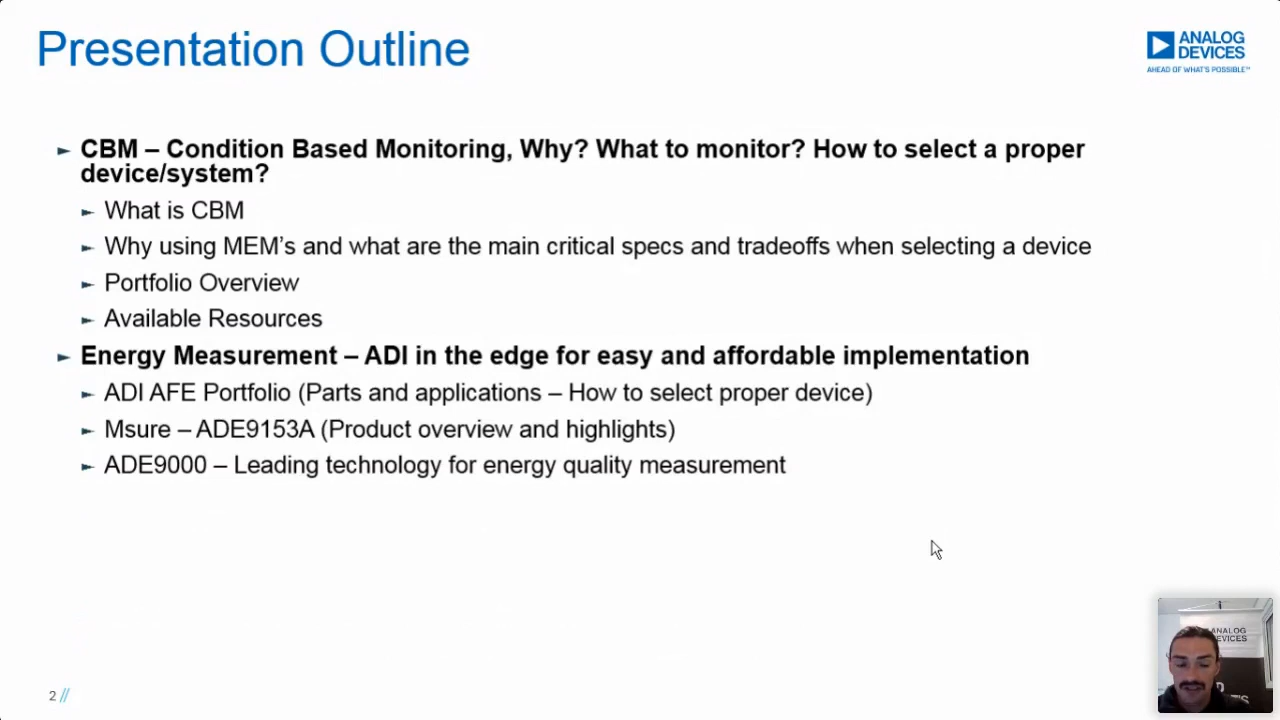 Presentation Outline
ANALOG
DEVICES
AHEAD OF WHAT'S POSSIBLE™
► CBM – Condition Based Monitoring, Why? What to monitor? How to select a proper
device/system?
► What is CBM
► Why using MEM's and what are the main critical specs and tradeoffs when selecting a device
► Portfolio Overview
► Available Resources
► Energy Measurement – ADI in the edge for easy and affordable implementation
► ADI AFE Portfolio (Parts and applications – How to select proper device)
► Msure – ADE9153A (Product overview and highlights)
► ADE9000 – Leading technology for energy quality measurement
ANALOG
DEVICES
2 //